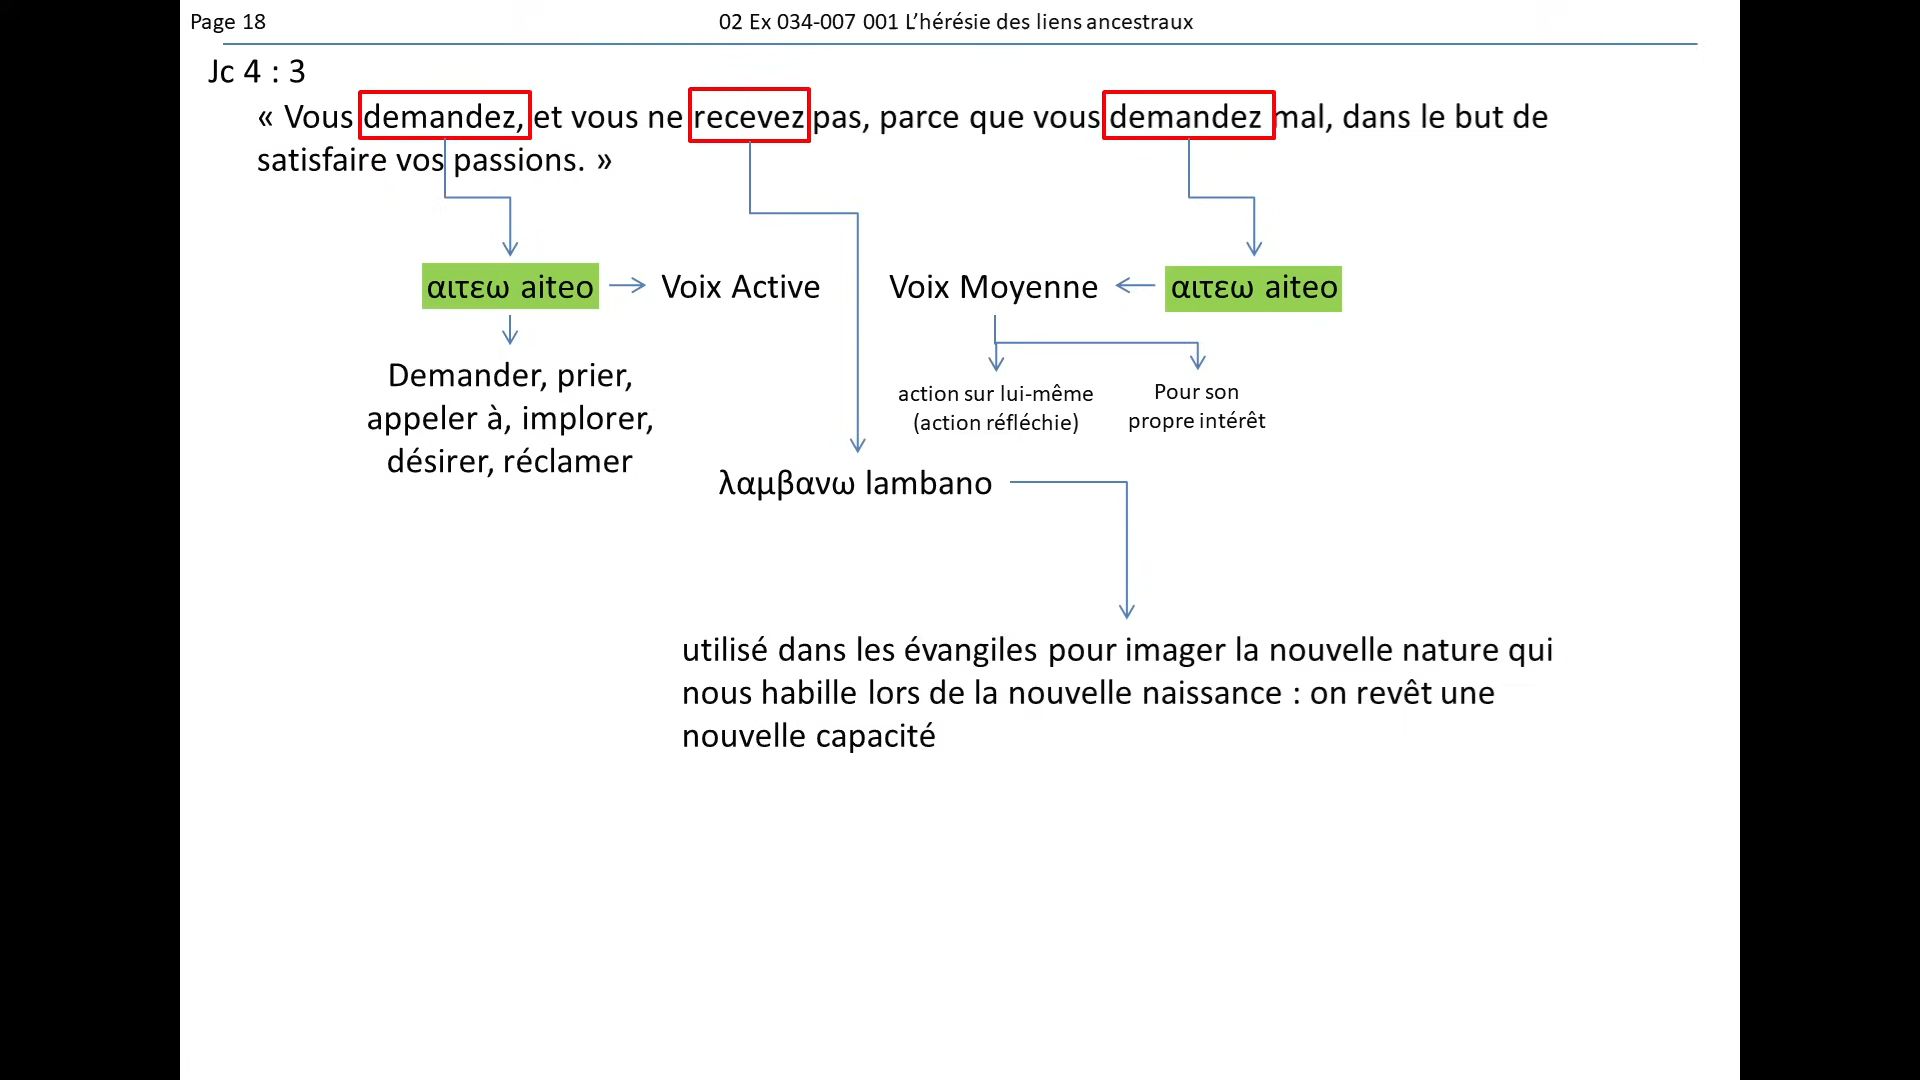 Page 18
02 Ex 034-007 001 L’hérésie des liens ancestraux
Jc 4 : 3
« Vous demandez, et vous ne recevez pas, parce que vous demandez mal, dans le but de
satisfaire vos passions. »
αιτεω aiteo
Voix Active
Voix Moyenne
αιτεω aiteo
Demander, prier,
appeler à, implorer,
désirer, réclamer
action sur lui-même
(action réfléchie)
Pour son
propre intérêt
λαμβανω lambano
utilisé dans les évangiles pour imager la nouvelle nature qui
nous habille lors de la nouvelle naissance : on revêt une
nouvelle capacité